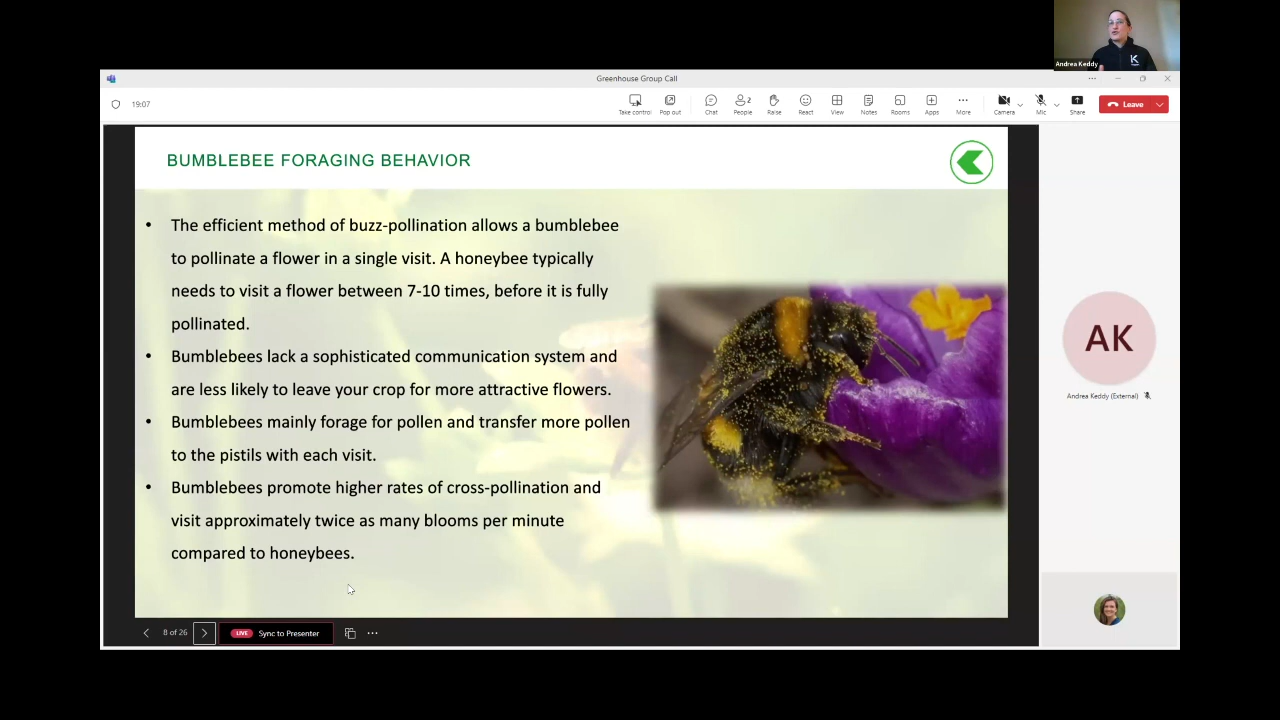 Andrea Keddy
K
Greenhouse Group Call
19:07
Take control
Pop out
Chat
People
2
Raise
React
View
Notes
Rooms
Apps
More
Camera
Mic
Share
Leave
BUMBLEBEE FORAGING BEHAVIOR
• The efficient method of buzz-pollination allows a bumblebee
to pollinate a flower in a single visit. A honeybee typically
needs to visit a flower between 7-10 times, before it is fully
pollinated.
• Bumblebees lack a sophisticated communication system and
are less likely to leave your crop for more attractive flowers.
• Bumblebees mainly forage for pollen and transfer more pollen
to the pistils with each visit.
• Bumblebees promote higher rates of cross-pollination and
visit approximately twice as many blooms per minute
compared to honeybees.
AK
Andrea Keddy (External)
8 of 26
LIVE Sync to Presenter